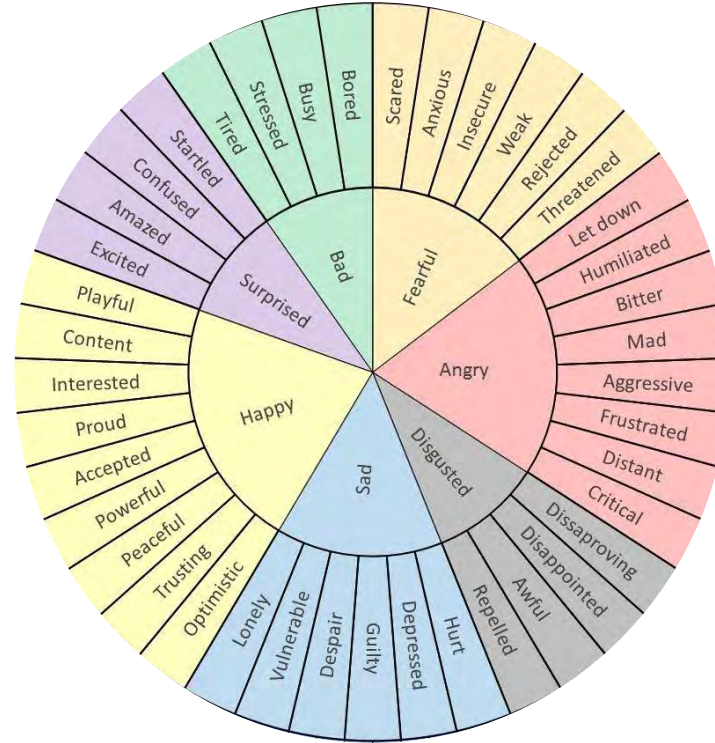 Fearful
Scared
Anxious
Insecure
Weak
Rejected
Threatened
Angry
Let down
Humiliated
Bitter
Mad
Aggressive
Frustrated
Distant
Critical
Disgusted
Dissaproving
Disappointed
Awful
Repelled
Sad
Hurt
Depressed
Guilty
Despair
Vulnerable
Lonely
Happy
Optimistic
Trusting
Peaceful
Powerful
Accepted
Proud
Interested
Content
Playful
Surprised
Excited
Amazed
Confused
Startled
Bad
Tired
Stressed
Busy
Bored